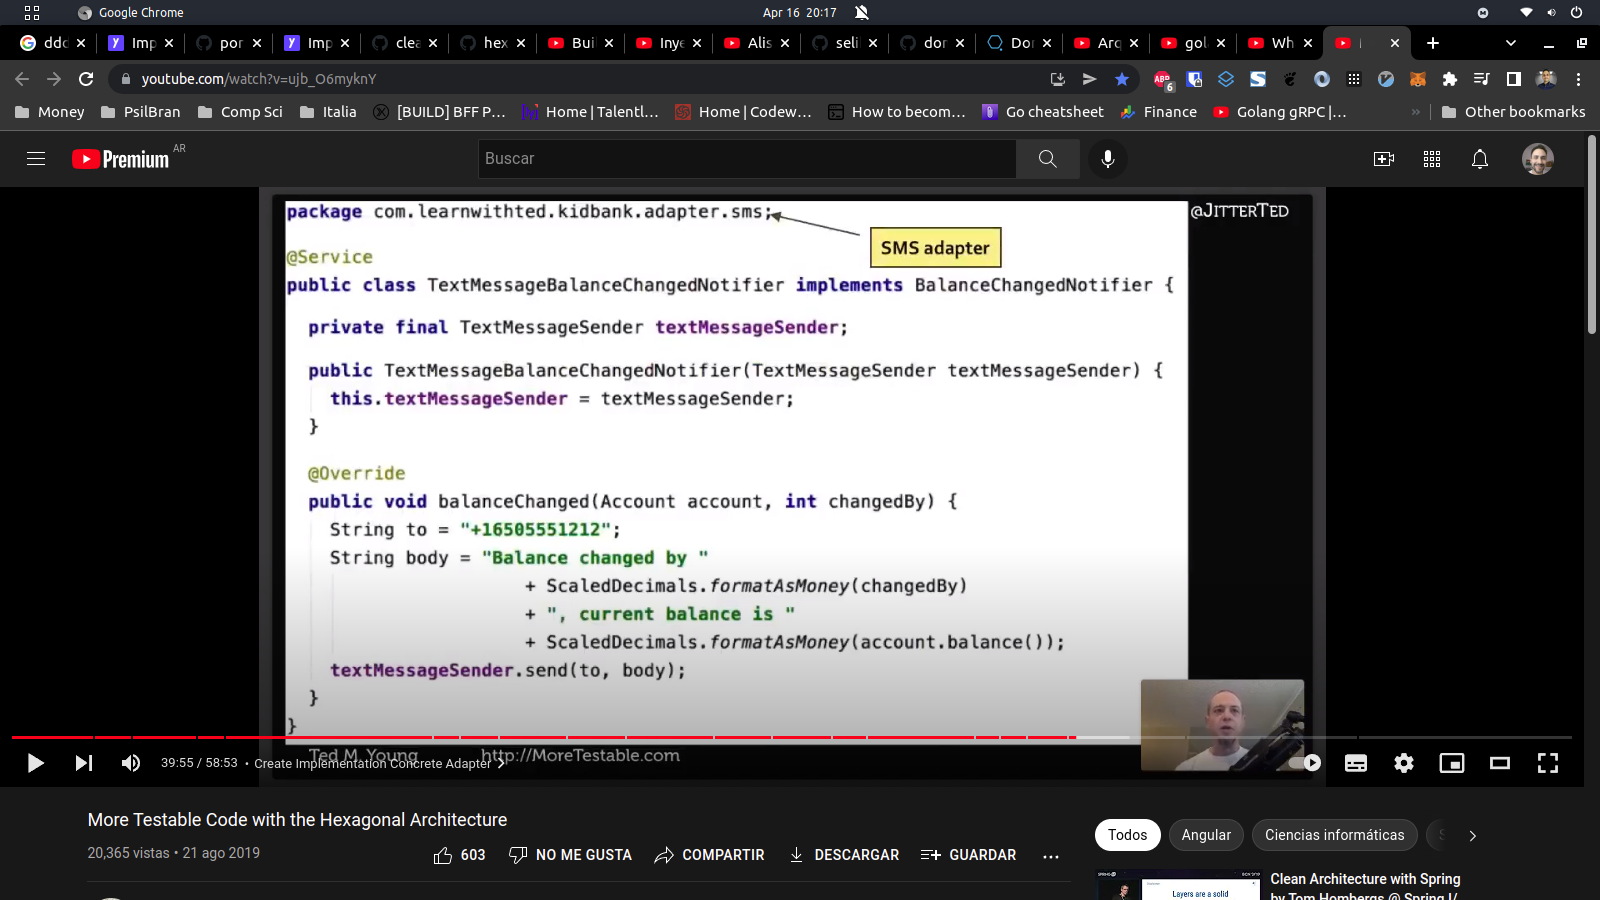 Google Chrome
Apr 16 20:17
ddd
Imp
por
Imp
clea
hex
Buil
Inye
Alis
seli
dor
Dor
Arq
gola
Wh
youtube.com/watch?v=ujb_O6myknY
6
Money
PsilBran
Comp Sci
Italia
[BUILD] BFF P...
Home | Talentl...
Home | Codew...
How to becom...
Go cheatsheet
Finance
Golang gRPC |...
»
Other bookmarks
Premium
AR
Buscar
package com.learnwithted.kidbank.adapter.sms;
@JITTERTED
SMS adapter
@Service
public class TextMessageBalanceChangedNotifier implements BalanceChangedNotifier {
private final TextMessageSender textMessageSender;
public TextMessageBalanceChangedNotifier(TextMessageSender textMessageSender) {
this.textMessageSender = textMessageSender;
}
@Override
public void balanceChanged(Account account, int changedBy) {
String to = "+16505551212";
String body = "Balance changed by "
+ ScaledDecimals.formatAsMoney(changedBy)
+ ", current balance is "
+ ScaledDecimals.formatAsMoney(account.balance());
textMessageSender.send(to, body);
}
}
Ted M. Young
http://MoreTestable.com
39:55 / 58:53 • Create Implementation Concrete Adapter
More Testable Code with the Hexagonal Architecture
20,365 vistas • 21 ago 2019
603
NO ME GUSTA
COMPARTIR
DESCARGAR
GUARDAR
Todos
Angular
Ciencias informáticas
Layers are a solid
Clean Architecture with Spring
by Tom Hombergs @ Spring I/